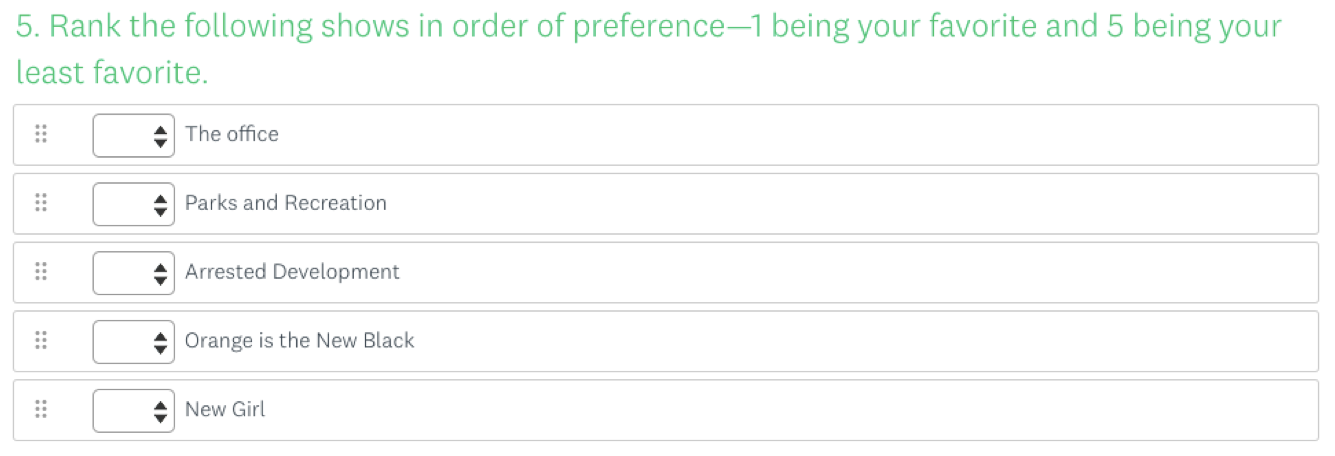 5. Rank the following shows in order of preference—1 being your favorite and 5 being your
least favorite.
The office
Parks and Recreation
Arrested Development
Orange is the New Black
New Girl